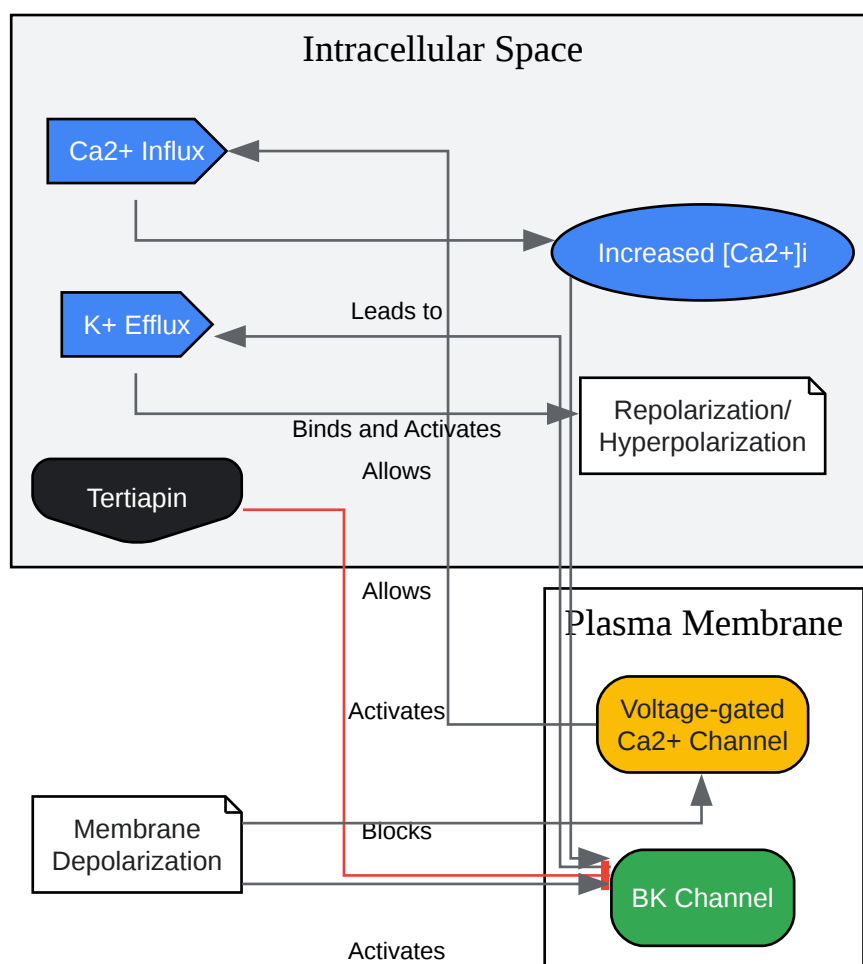 Intracellular Space
Ca2+ Influx
Increased [Ca2+]i
Leads to
K+ Efflux
Repolarization/
Hyperpolarization
Binds and Activates
Allows
Tertiapin
Allows
Plasma Membrane
Voltage-gated
Ca2+ Channel
Activates
Membrane
Depolarization
Blocks
BK Channel
Activates